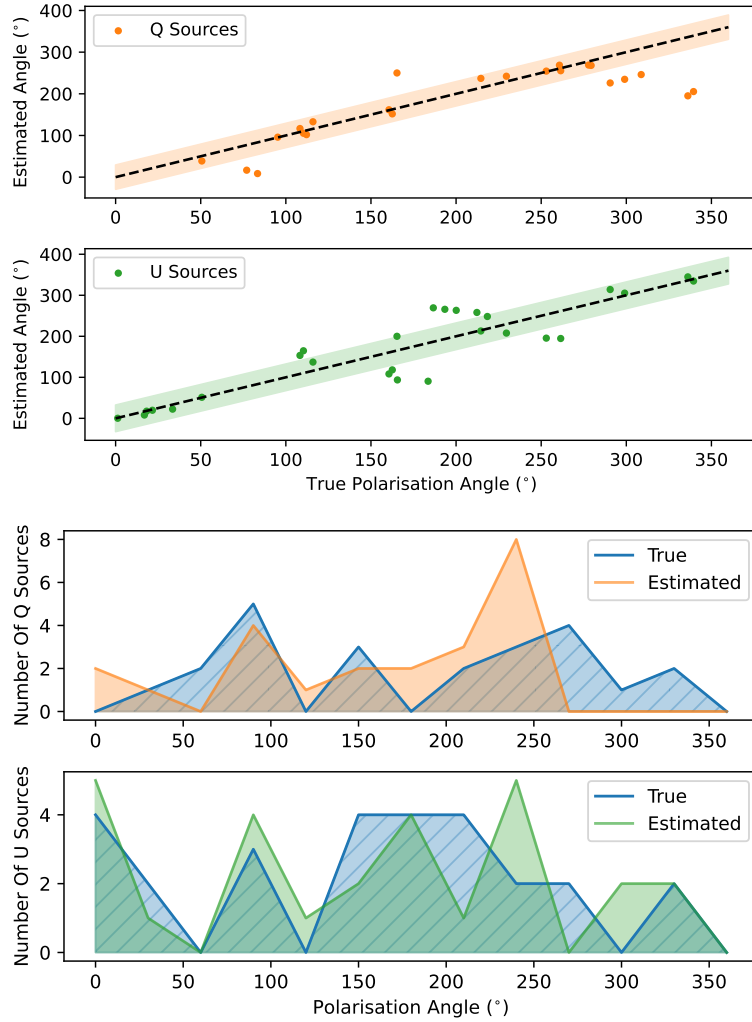 400
300
200
100
0
Estimated Angle (°)
Q Sources
0 50 100 150 200 250 300 350
400
300
200
100
0
Estimated Angle (°)
U Sources
0 50 100 150 200 250 300 350
True Polarisation Angle (°)
8
6
4
2
0
Number Of Q Sources
True
Estimated
0 50 100 150 200 250 300 350
4
2
0
Number Of U Sources
True
Estimated
0 50 100 150 200 250 300 350
Polarisation Angle (°)